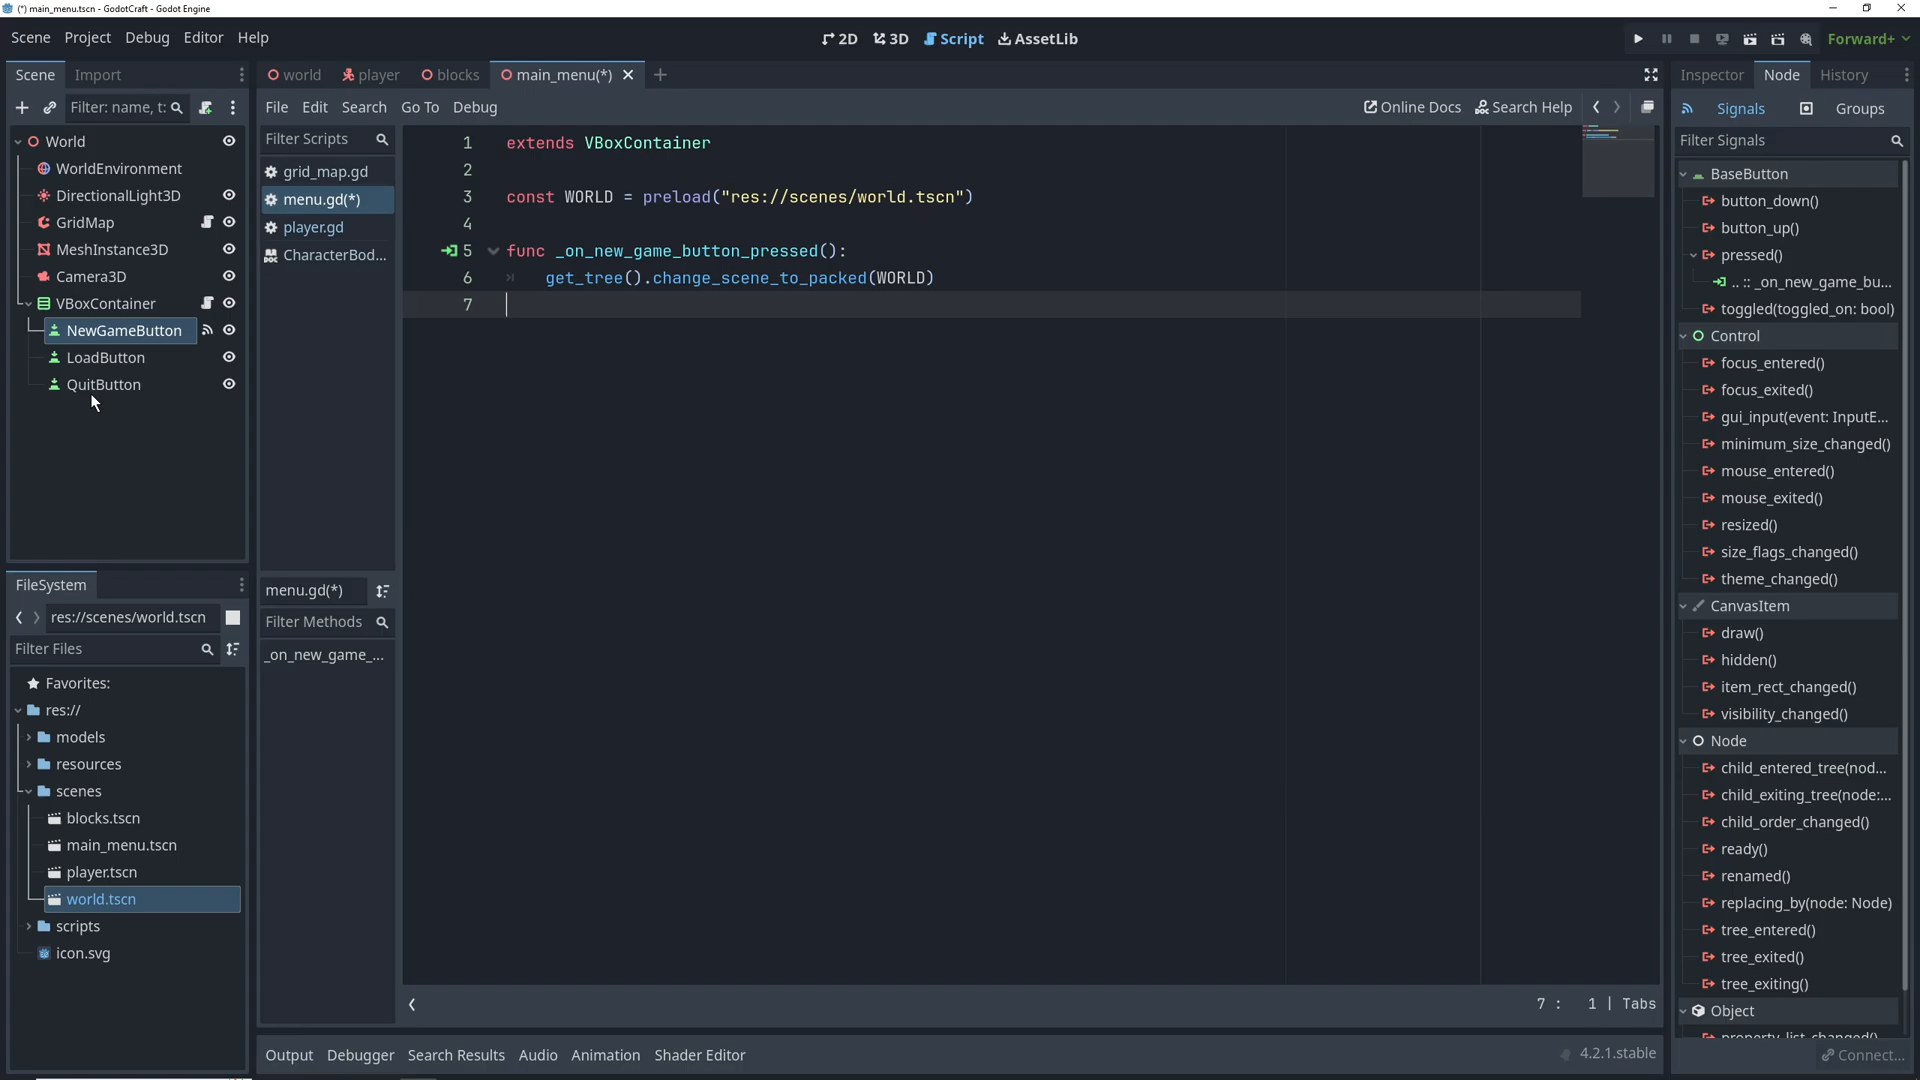 (*) main_menu.tscn - GodotCraft - Godot Engine
Scene Project Debug Editor Help
2D 3D Script AssetLib
Forward+
Scene Import
Filter: name, t:
World
WorldEnvironment
DirectionalLight3D
GridMap
MeshInstance3D
Camera3D
VBoxContainer
NewGameButton
LoadButton
QuitButton
FileSystem
res://scenes/world.tscn
Filter Files
Favorites:
res://
models
resources
scenes
blocks.tscn
main_menu.tscn
player.tscn
world.tscn
scripts
icon.svg
world player blocks main_menu(*)
File Edit Search Go To Debug
Online Docs Search Help
Filter Scripts
grid_map.gd
menu.gd(*)
player.gd
CharacterBod...
menu.gd(*)
Filter Methods
_on_new_game_...
1 extends VBoxContainer
2
3 const WORLD = preload("res://scenes/world.tscn")
4
5 func _on_new_game_button_pressed():
6 get_tree().change_scene_to_packed(WORLD)
7
7 : 1 | Tabs
Output Debugger Search Results Audio Animation Shader Editor
4.2.1.stable
Inspector Node History
Signals Groups
Filter Signals
BaseButton
button_down()
button_up()
pressed()
.. :: _on_new_game_bu...
toggled(toggled_on: bool)
Control
focus_entered()
focus_exited()
gui_input(event: InputE...
minimum_size_changed()
mouse_entered()
mouse_exited()
resized()
size_flags_changed()
theme_changed()
CanvasItem
draw()
hidden()
item_rect_changed()
visibility_changed()
Node
child_entered_tree(nod...
child_exiting_tree(node:...
child_order_changed()
ready()
renamed()
replacing_by(node: Node)
tree_entered()
tree_exited()
tree_exiting()
Object
property_list_changed()
Connect...